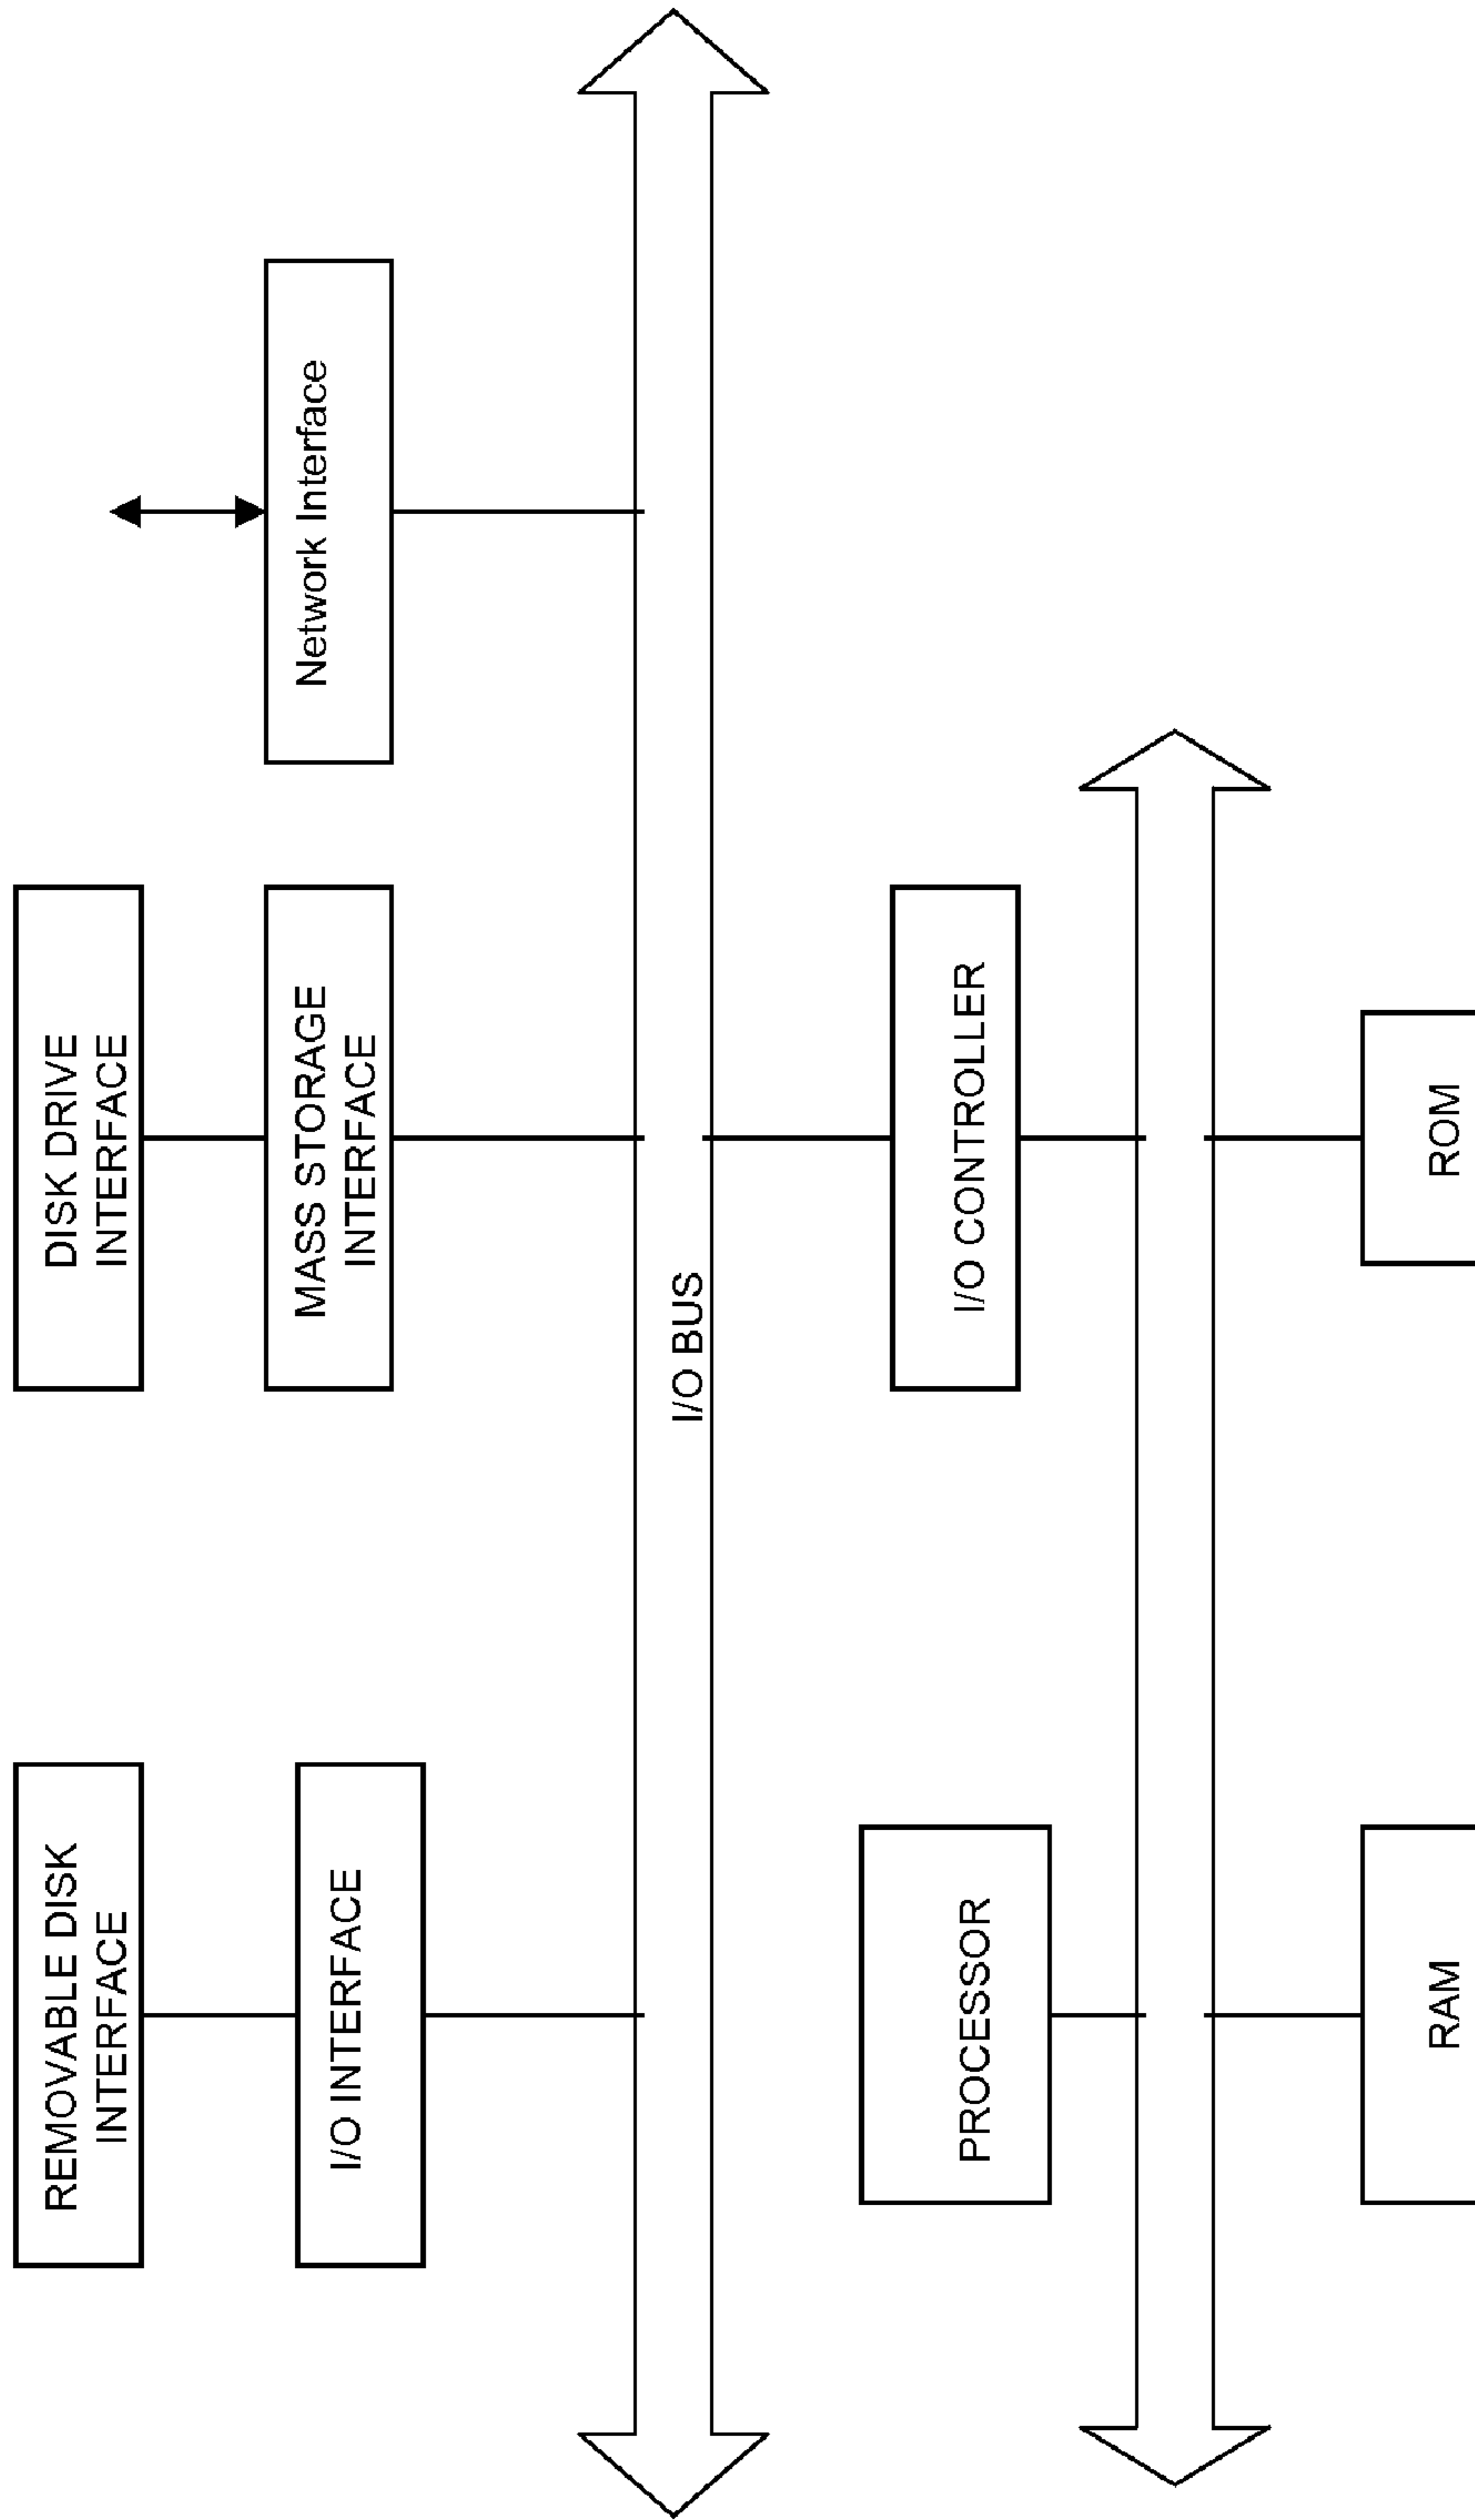 REMOVABLE DISK
INTERFACE
DISK DRIVE
INTERFACE
I/O INTERFACE
MASS STORAGE
INTERFACE
Network Interface
I/O BUS
PROCESSOR
I/O CONTROLLER
RAM
ROM